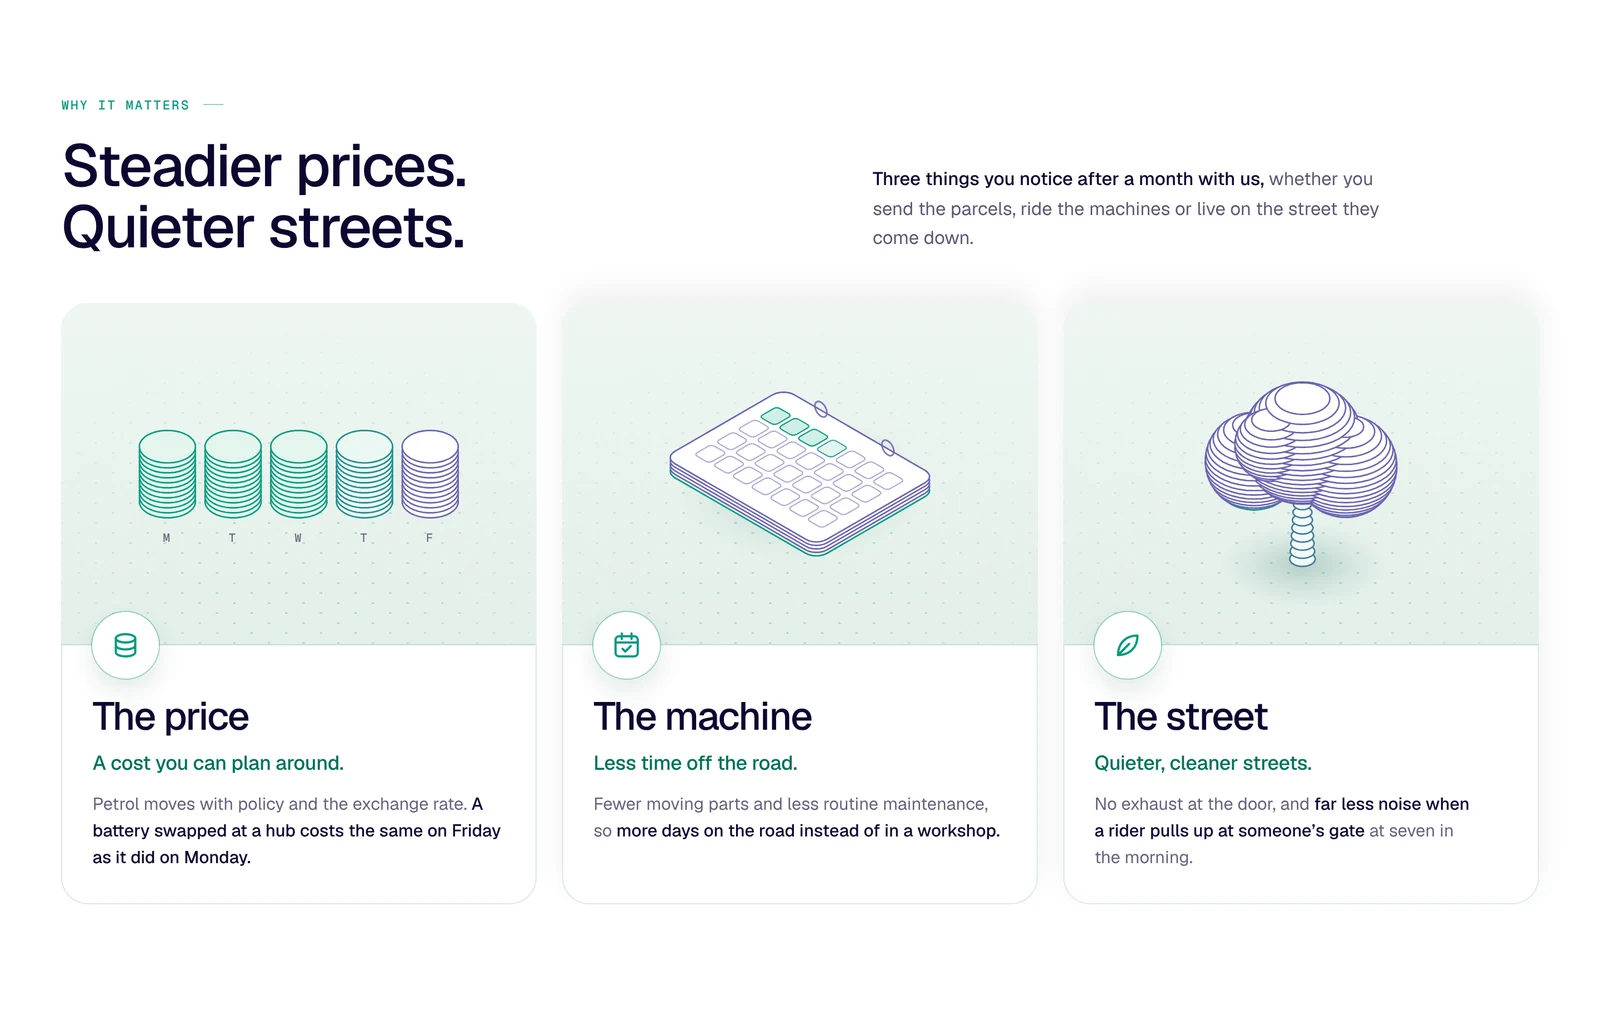 WHY IT MATTERS
Steadier prices.
Quieter streets.
Three things you notice after a month with us, whether you
send the parcels, ride the machines or live on the street they
come down.
M T W T F
The price
A cost you can plan around.
Petrol moves with policy and the exchange rate. A
battery swapped at a hub costs the same on Friday
as it did on Monday.
The machine
Less time off the road.
Fewer moving parts and less routine maintenance,
so more days on the road instead of in a workshop.
The street
Quieter, cleaner streets.
No exhaust at the door, and far less noise when
a rider pulls up at someone’s gate at seven in
the morning.